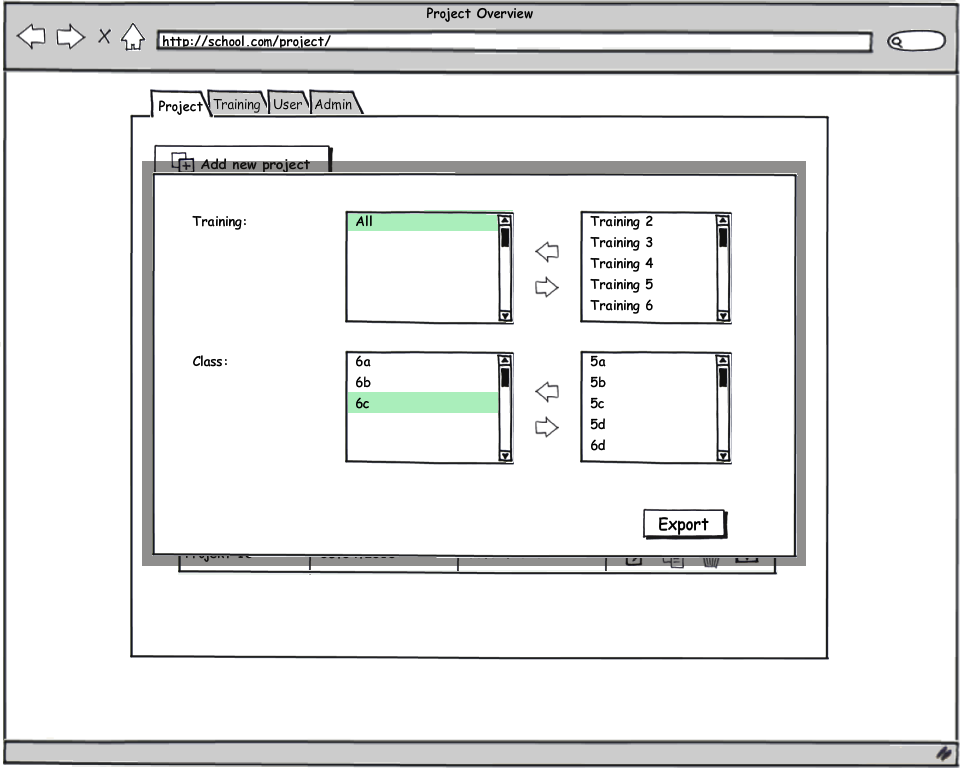 Project Overview
http://school.com/project/
Project Training User Admin
Add new project
Training:
All
Training 2
Training 3
Training 4
Training 5
Training 6
Class:
6a
6b
6c
5a
5b
5c
5d
6d
Export